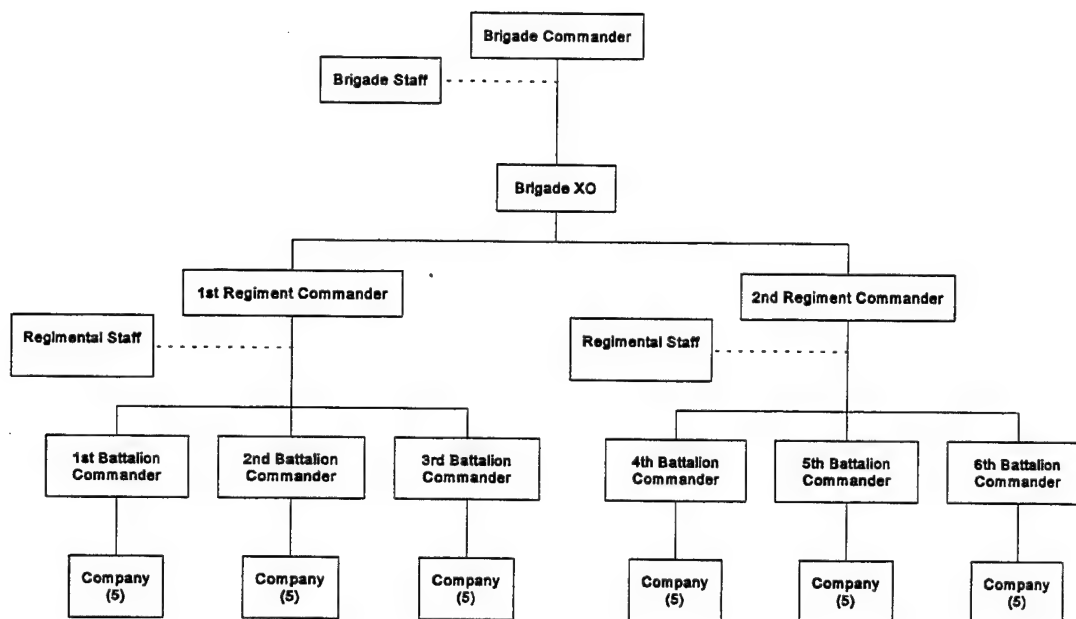 Brigade Commander
Brigade Staff
Brigade XO
1st Regiment Commander
2nd Regiment Commander
Regimental Staff
Regimental Staff
1st Battalion
Commander
2nd Battalion
Commander
3rd Battalion
Commander
4th Battalion
Commander
5th Battalion
Commander
6th Battalion
Commander
Company
(5)
Company
(5)
Company
(5)
Company
(5)
Company
(5)
Company
(5)